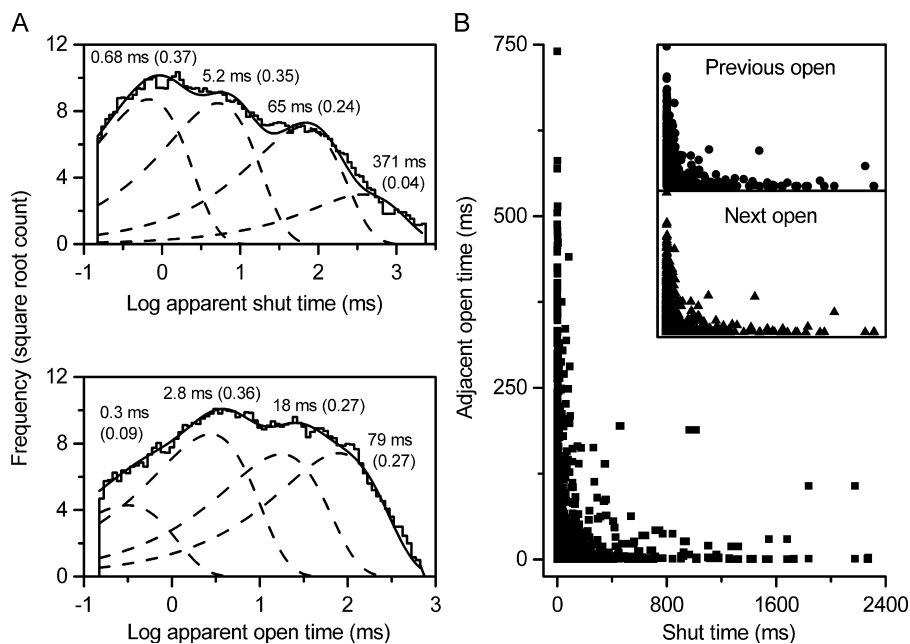 A
0.68 ms (0.37)
5.2 ms (0.35)
65 ms (0.24)
371 ms
(0.04)
12
8
4
0
-1
0
1
2
3
Log apparent shut time (ms)
Frequency (square root count)
12
8
4
0
0.3 ms
(0.09)
2.8 ms (0.36)
18 ms (0.27)
79 ms
(0.27)
-1
0
1
2
3
Log apparent open time (ms)
B
750
500
250
0
Adjacent open time (ms)
Previous open
Next open
0
800
1600
2400
Shut time (ms)